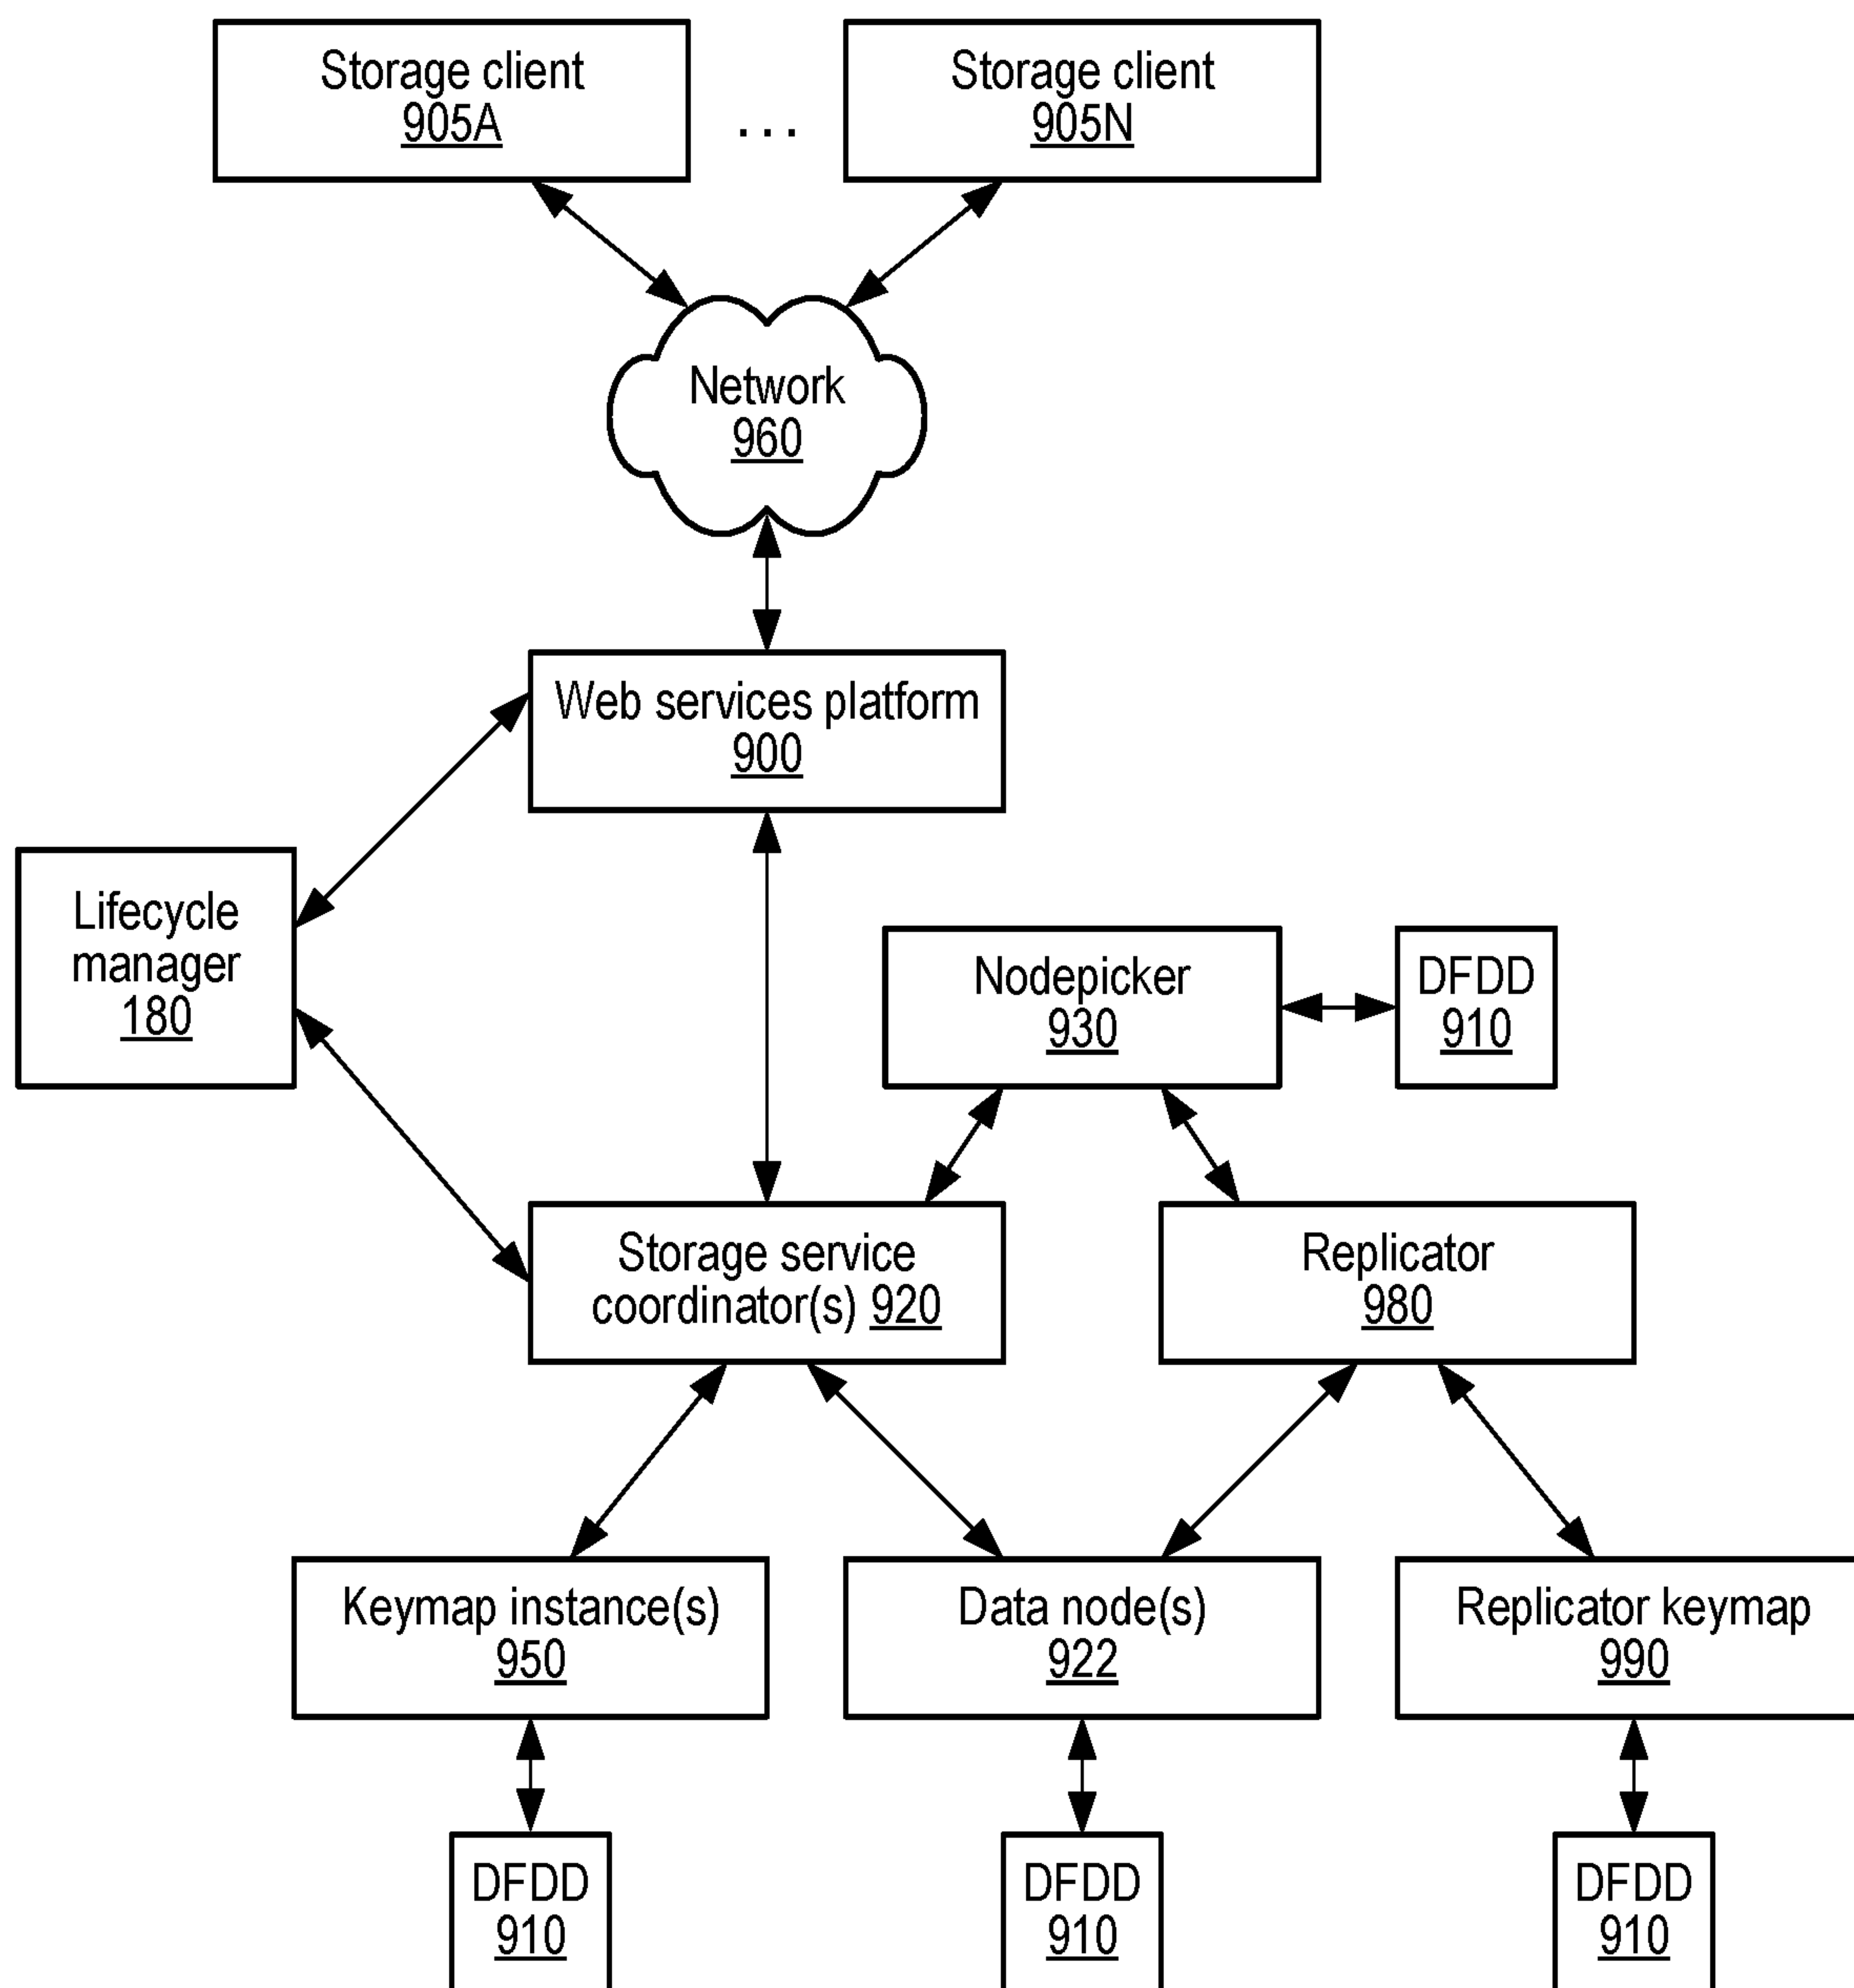 Storage client
905A
...
Storage client
905N
Network
960
Web services platform
900
Lifecycle
manager
180
Nodepicker
930
DFDD
910
Storage service
coordinator(s) 920
Replicator
980
Keymap instance(s)
950
Data node(s)
922
Replicator keymap
990
DFDD
910
DFDD
910
DFDD
910